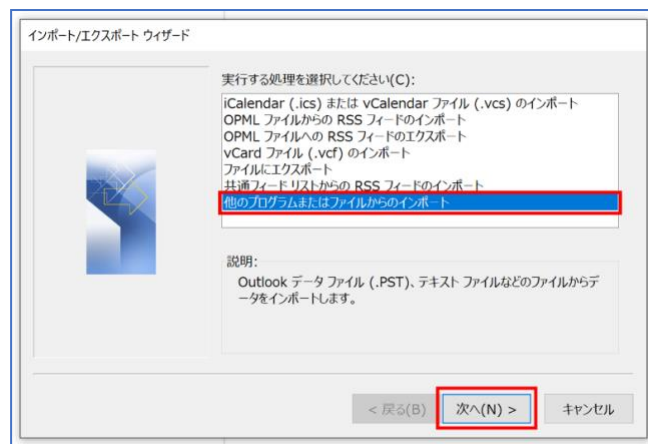 インポート/エクスポート ウィザード
実行する処理を選択してください(C):
iCalendar (.ics) または vCalendar ファイル (.vcs) のインポート
OPML ファイルからの RSS フィードのインポート
OPML ファイルへの RSS フィードのエクスポート
vCard ファイル (.vcf) のインポート
ファイルにエクスポート
共通フィード リストからの RSS フィードのインポート
他のプログラムまたはファイルからのインポート
説明:
Outlook データ ファイル (.PST)、テキスト ファイルなどのファイルからデ
ータをインポートします。
< 戻る(B) 次へ(N) > キャンセル